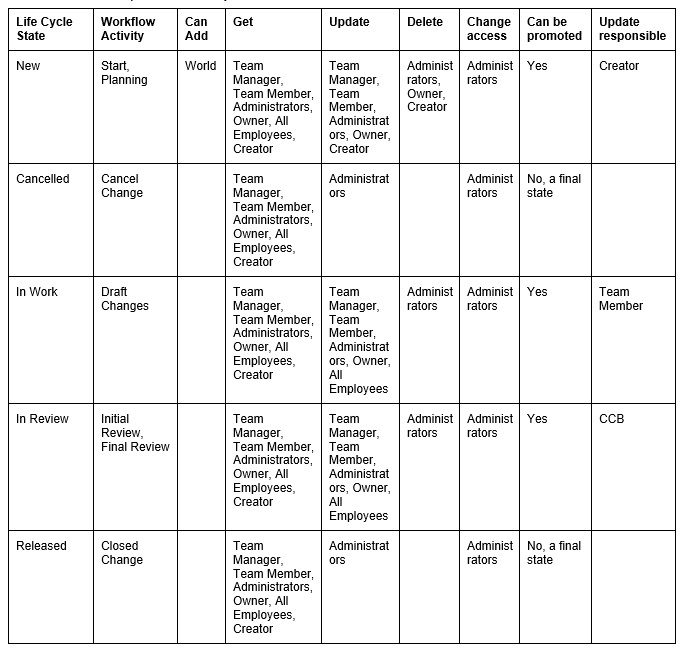 Life Cycle State | Workflow Activity | Can Add | Get | Update | Delete | Change access | Can be promoted | Update responsible
New | Start, Planning | World | Team Manager, Team Member, Administrators, Owner, All Employees, Creator | Team Manager, Team Member, Administrators, Owner, Creator | Administrators, Owner, Creator | Administrators | Yes | Creator
Cancelled | Cancel Change | | Team Manager, Team Member, Administrators, Owner, All Employees, Creator | Administrators | | Administrators | No, a final state |
In Work | Draft Changes | | Team Manager, Team Member, Administrators, Owner, All Employees, Creator | Team Manager, Team Member, Administrators, Owner, All Employees | Administrators | Administrators | Yes | Team Member
In Review | Initial Review, Final Review | | Team Manager, Team Member, Administrators, Owner, All Employees, Creator | Team Manager, Team Member, Administrators, Owner, All Employees | Administrators | Administrators | Yes | CCB
Released | Closed Change | | Team Manager, Team Member, Administrators, Owner, All Employees, Creator | Administrators | | Administrators | No, a final state |